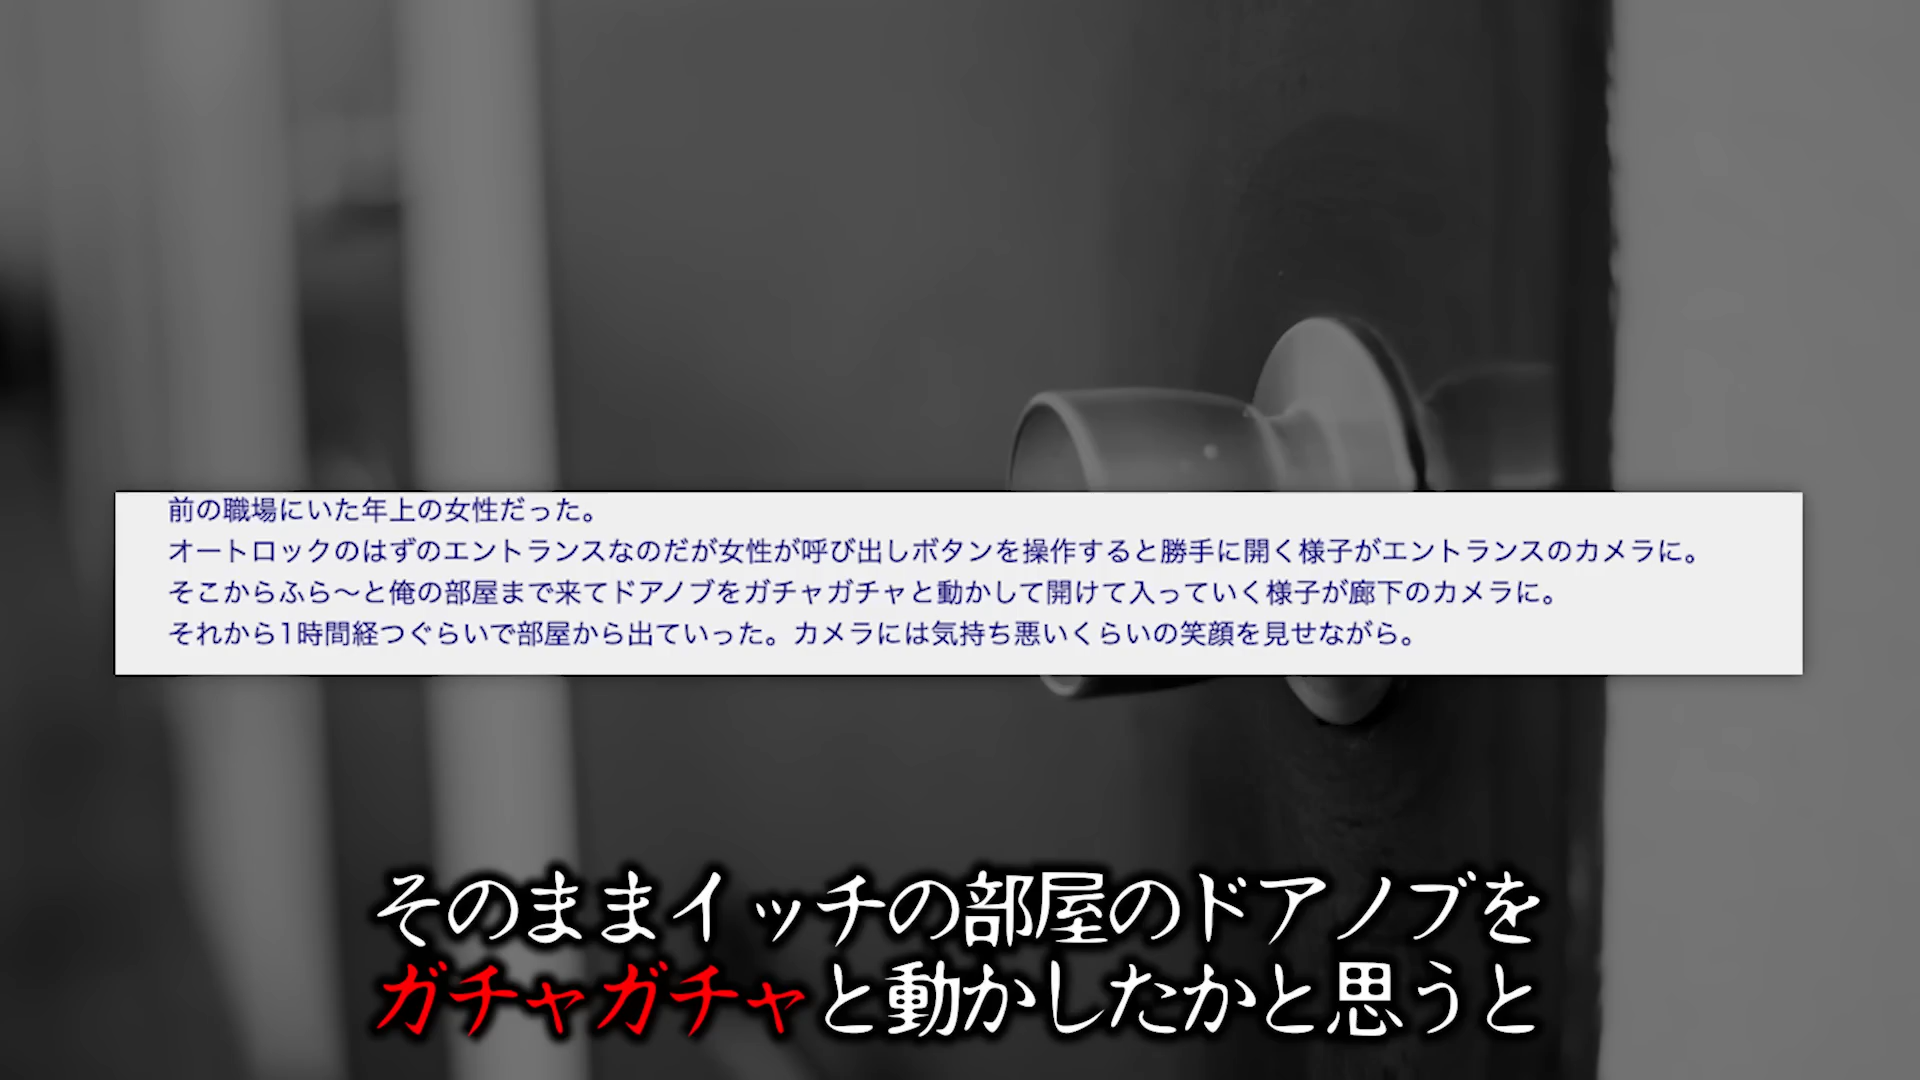 前の職場にいた年上の女性だった。
オートロックのはずのエントランスなのだが女性が呼び出しボタンを操作すると勝手に開く様子がエントランスのカメラに。
そこからふら〜と俺の部屋まで来てドアノブをガチャガチャと動かして開けて入っていく様子が廊下のカメラに。
それから1時間経つぐらいで部屋から出ていった。カメラには気持ち悪いくらいの笑顔を見せながら。
そのままイッチの部屋のドアノブを
ガチャガチャと動かしたかと思うと